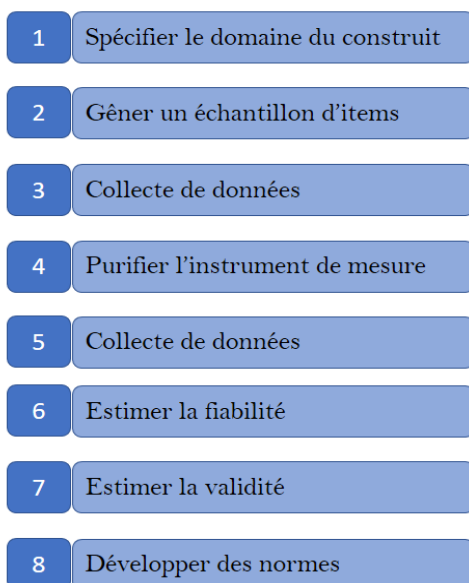 1 Spécifier le domaine du construit
2 Gêner un échantillon d'items
3 Collecte de données
4 Purifier l'instrument de mesure
5 Collecte de données
6 Estimer la fiabilité
7 Estimer la validité
8 Développer des normes